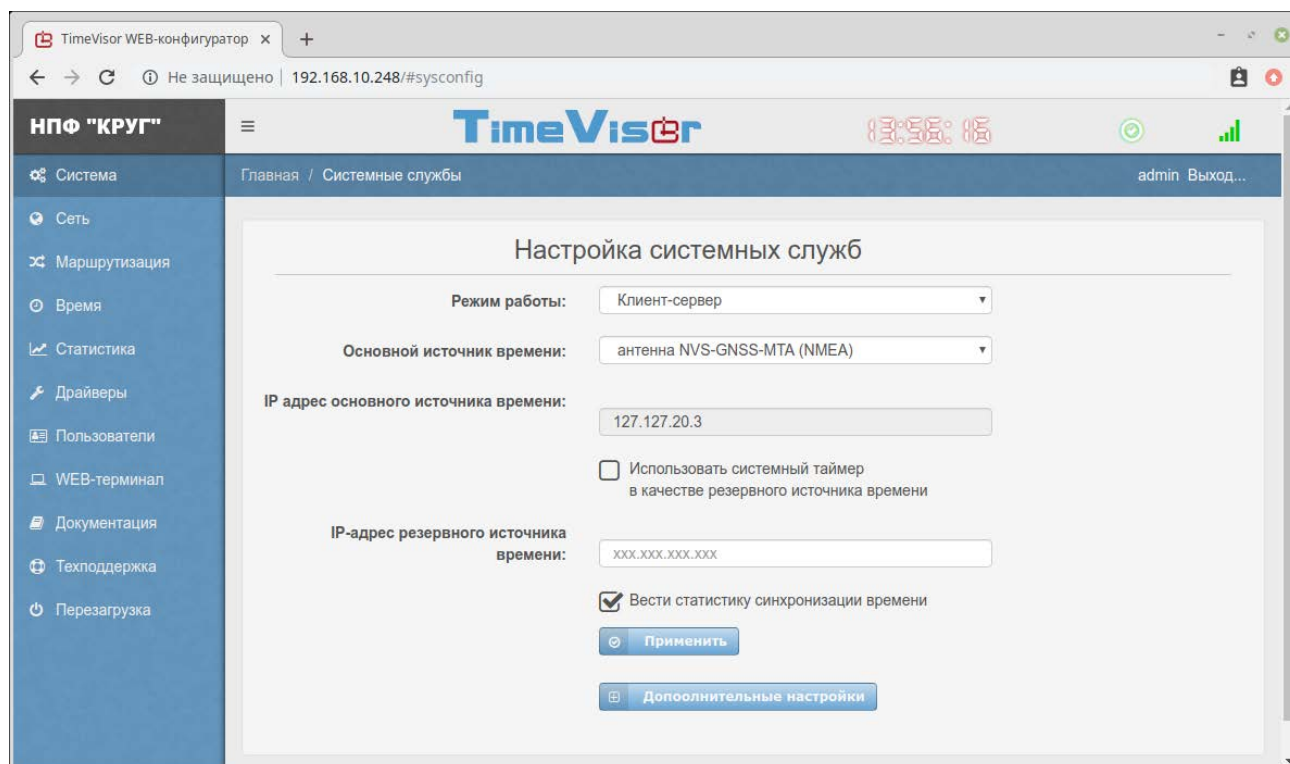 TimeVisor WEB-конфигуратор
Не защищено | 192.168.10.248/#sysconfig
НПФ "КРУГ"
TimeVisor
13:56:16
Система
Главная / Системные службы
admin Выход...
Сеть
Маршрутизация
Время
Статистика
Драйверы
Пользователи
WEB-терминал
Документация
Техподдержка
Перезагрузка
Настройка системных служб
Режим работы:
Клиент-сервер
Основной источник времени:
антенна NVS-GNSS-MTA (NMEA)
IP адрес основного источника времени:
127.127.20.3
Использовать системный таймер
в качестве резервного источника времени
IP-адрес резервного источника
времени:
xxx.xxx.xxx.xxx
Вести статистику синхронизации времени
Применить
Допоолнительные настройки